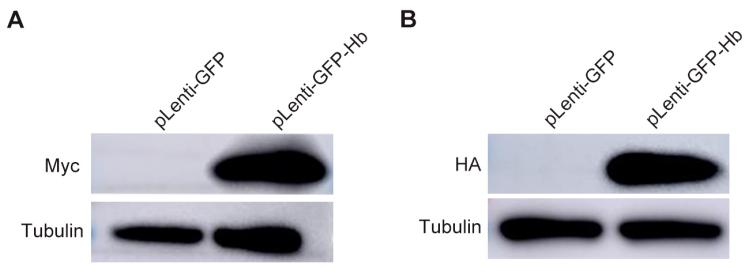 A
pLenti-GFP
pLenti-GFP-Hb
Myc
Tubulin
B
pLenti-GFP
pLenti-GFP-Hb
HA
Tubulin